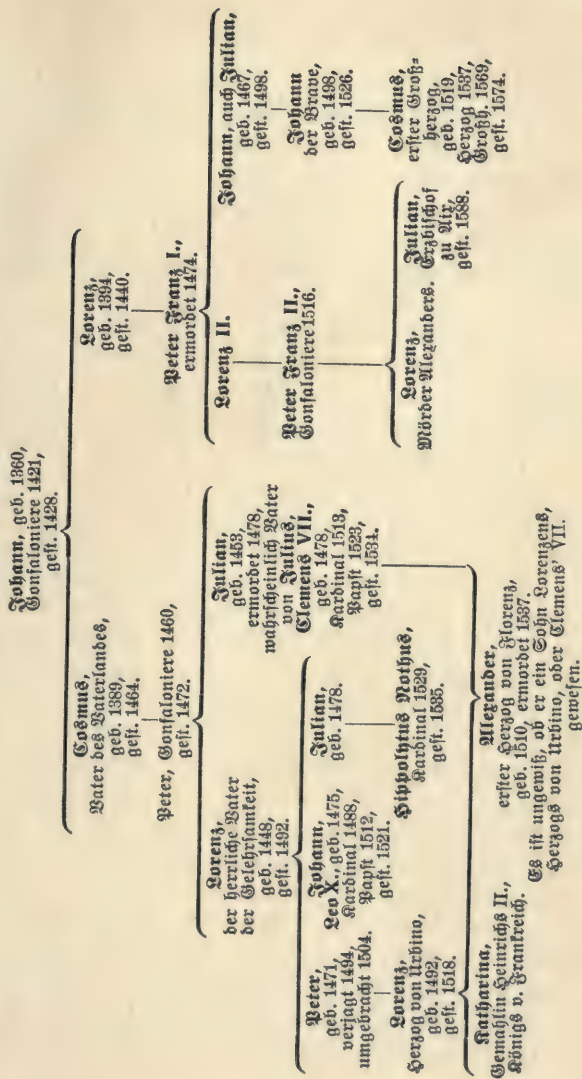 Johann, geb. 1360,
Gonfaloniere 1421,
gest. 1428.
Cosmus,
Vater des Vaterlandes,
geb. 1389,
gest. 1464.
Peter, Gonfaloniere 1460,
gest. 1472.
Lorenz,
der herrliche Vater
der Gelehrsamkeit,
geb. 1448,
gest. 1492.
Peter,
geb. 1471,
verjagt 1494,
umgebracht 1504.
Lorenz,
Herzog von Urbino,
geb. 1492,
gest. 1518.
Katharina,
Gemahlin Heinrichs II.,
Königs v. Frankreich.
Johann,
Leo X., geb. 1475,
Kardinal 1488,
Papst 1512,
gest. 1521.
Julian,
geb. 1478.
Hippolytus Nothus,
Kardinal 1529,
gest. 1535.
Julian,
geb. 1453,
ermordet 1478,
wahrscheinlich Vater
von Julius,
Clemens VII.,
geb. 1478,
Kardinal 1513,
Papst 1523,
gest. 1534.
Alexander,
erster Herzog von Florenz,
geb. 1510, ermordet 1537.
Es ist ungewiß, ob er ein Sohn Lorenzens,
Herzogs von Urbino, oder Clemens' VII.
gewesen.
Lorenz,
geb. 1394,
gest. 1440.
Peter Franz I.,
ermordet 1474.
Lorenz II.
Peter Franz II.,
Gonfaloniere 1516.
Lorenz,
Mörder Alexanders.
Julian,
Erzbischof
zu Aix,
gest. 1588.
Johann, auch Julian,
geb. 1467,
gest. 1498.
Johann
der Brave,
geb. 1498,
gest. 1526.
Cosmus,
erster Groß-
herzog,
geb. 1519,
Herzog 1537,
Großh. 1569,
gest. 1574.